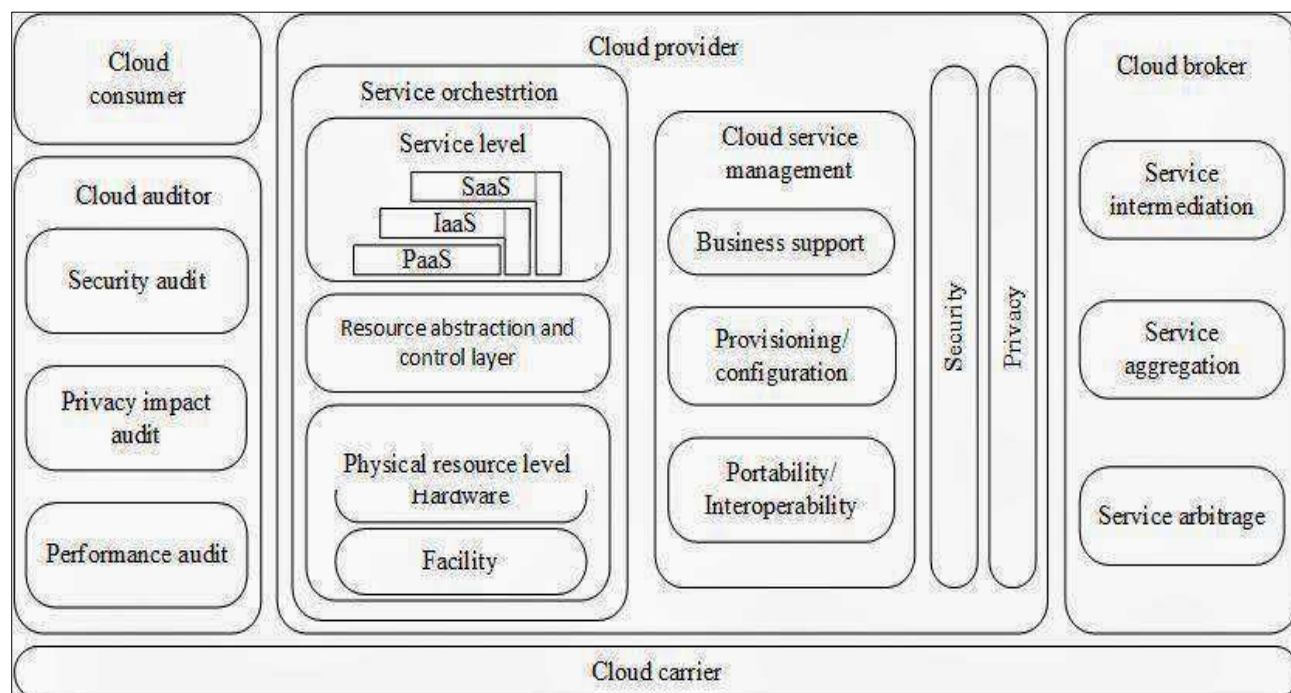 Cloud
consumer
Cloud auditor
Security audit
Privacy impact
audit
Performance audit
Cloud provider
Service orchestrtion
Service level
SaaS
IaaS
PaaS
Resource abstraction and
control layer
Physical resource level
Hardware
Facility
Cloud service
management
Business support
Provisioning/
configuration
Portability/
Interoperability
Security
Privacy
Cloud broker
Service
intermediation
Service
aggregation
Service arbitrage
Cloud carrier